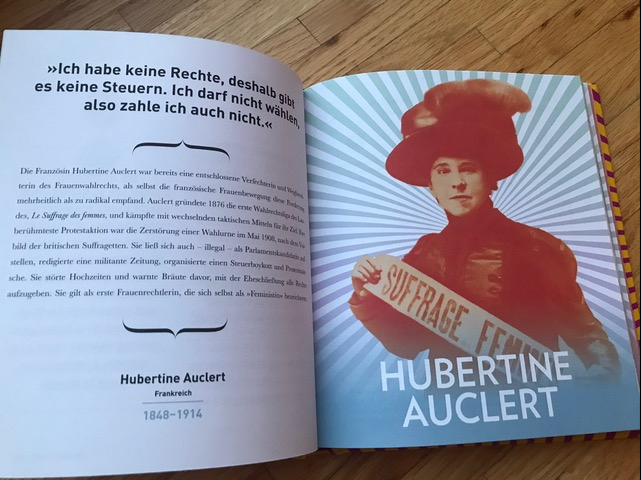 »Ich habe keine Rechte, deshalb gibt
es keine Steuern. Ich darf nicht wählen,
also zahle ich auch nicht.«
Die Französin Hubertine Auclert war bereits eine entschlossene Verfechterin und Wegbere
terin des Frauenwahlrechts, als selbst die französische Frauenbewegung diese Forderung
mehrheitlich als zu radikal empfand. Auclert gründete 1876 die erste Wahlrechtsliga des Lan
des, Le Suffrage des femmes, und kämpfte mit wechselnden taktischen Mitteln für ihr Ziel. Ihre
berühmteste Protestaktion war die Zerstörung einer Wahlurne im Mai 1908, nach dem Vor
bild der britischen Suffragetten. Sie ließ sich auch – illegal – als Parlamentskandidatin auf
stellen, redigierte eine militante Zeitung, organisierte einen Steuerboykott und
sche. Sie störte Hochzeiten und warnte Bräute davor, mit der Eheschließung alle Rechte
aufzugeben. Sie gilt als erste Frauenrechtlerin, die sich selbst als »Feministin« bezeichnete.
Hubertine Auclert
Frankreich
1848–1914
SUFFRAGE FEMM
HUBERTINE
AUCLERT